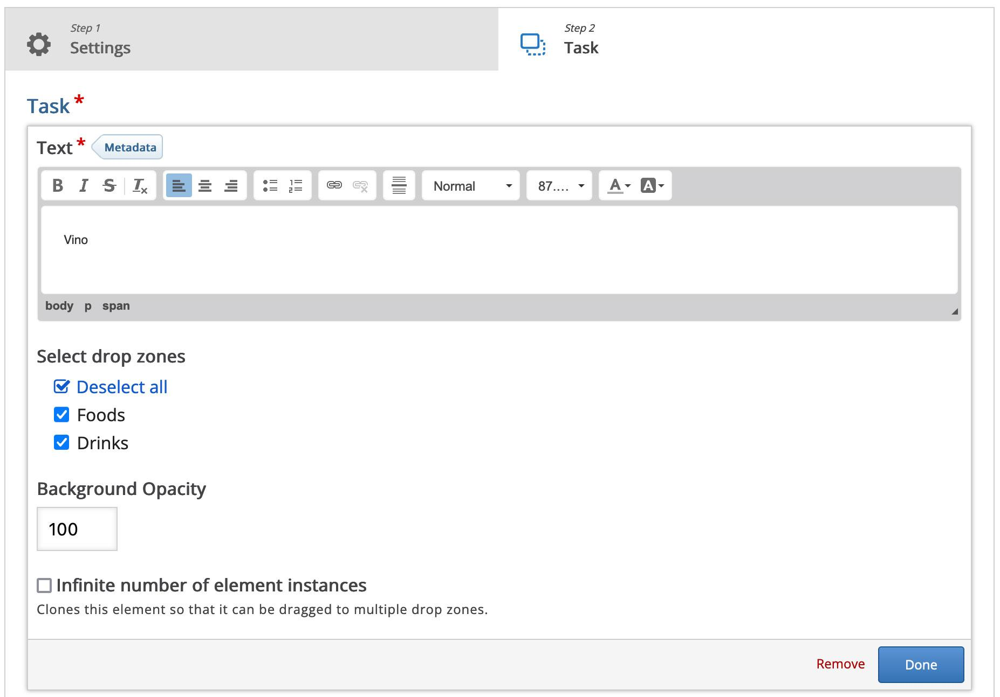 Step 1
Settings
Step 2
Task
Task *
Text * Metadata
B I S Tx Normal 87.... A A
Vino
body p span
Select drop zones
Deselect all
Foods
Drinks
Background Opacity
100
Infinite number of element instances
Clones this element so that it can be dragged to multiple drop zones.
Remove Done